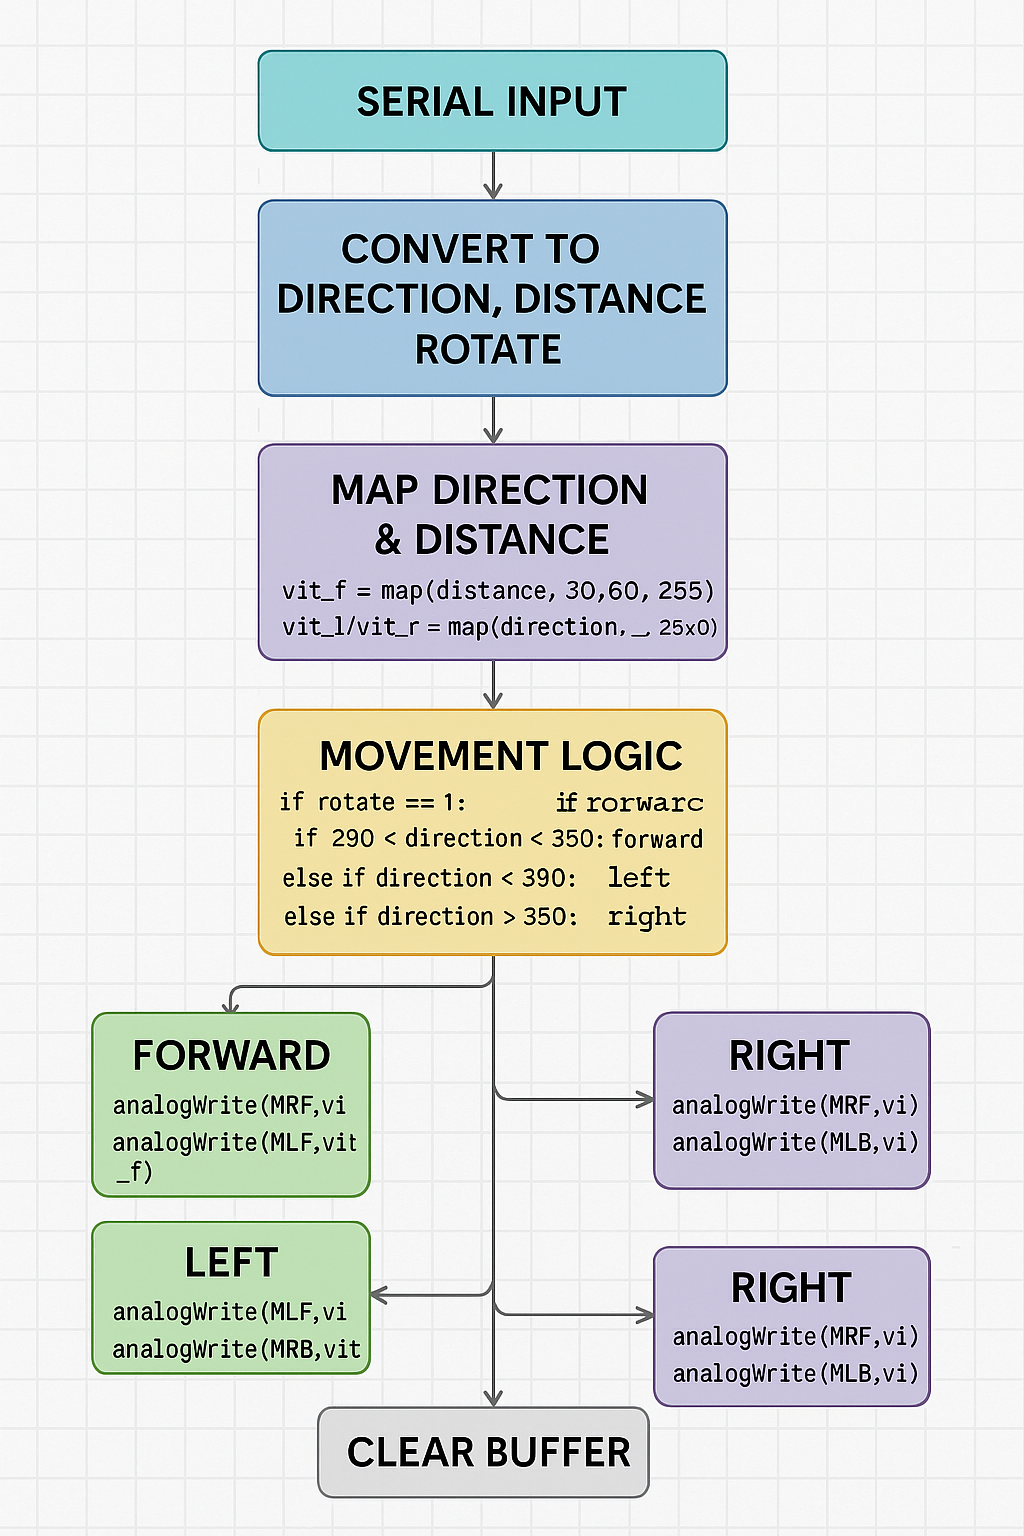 SERIAL INPUT
CONVERT TO
DIRECTION, DISTANCE
ROTATE
MAP DIRECTION
& DISTANCE
vit_f = map(distance, 30,60, 255)
vit_l/vit_r = map(direction, _, 25x0)
MOVEMENT LOGIC
if rotate == 1: if rorwarc
if 290 < direction < 350: forward
else if direction < 390: left
else if direction > 350: right
FORWARD
analogWrite(MRF,vi
analogWrite(MLF,vit
_f)
RIGHT
analogWrite(MRF,vi)
analogWrite(MLB,vi)
LEFT
analogWrite(MLF,vi
analogWrite(MRB,vit
RIGHT
analogWrite(MRF,vi)
analogWrite(MLB,vi)
CLEAR BUFFER